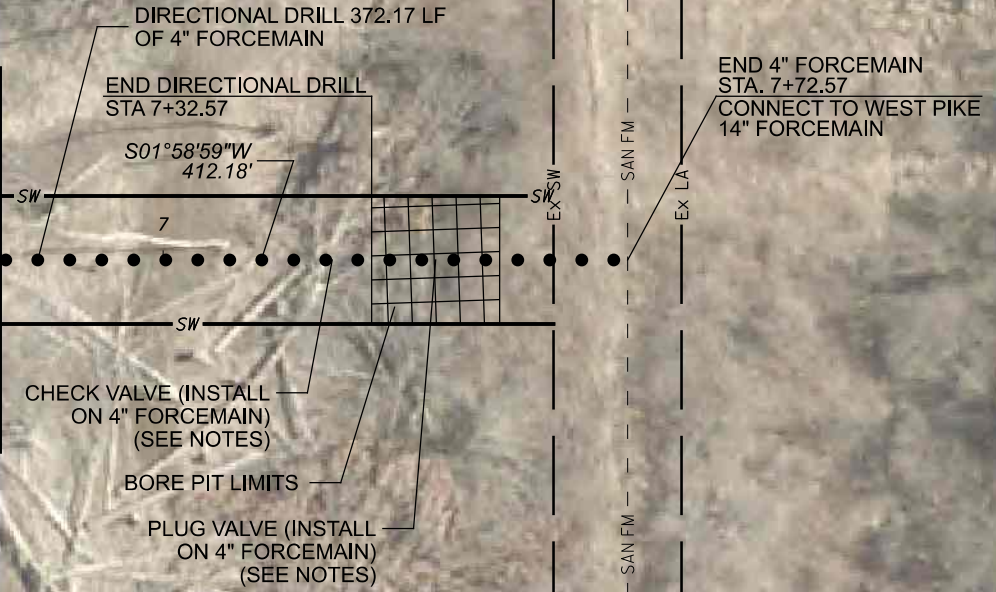 DIRECTIONAL DRILL 372.17 LF
OF 4" FORCEMAIN
END DIRECTIONAL DRILL
STA 7+32.57
S01°58'59"W
412.18'
END 4" FORCEMAIN
STA. 7+72.57
CONNECT TO WEST PIKE
14" FORCEMAIN
SW
SW
Ex SW
SAN FM
Ex LA
7
SW
CHECK VALVE (INSTALL
ON 4" FORCEMAIN)
(SEE NOTES)
BORE PIT LIMITS
PLUG VALVE (INSTALL
ON 4" FORCEMAIN)
(SEE NOTES)
SAN FM